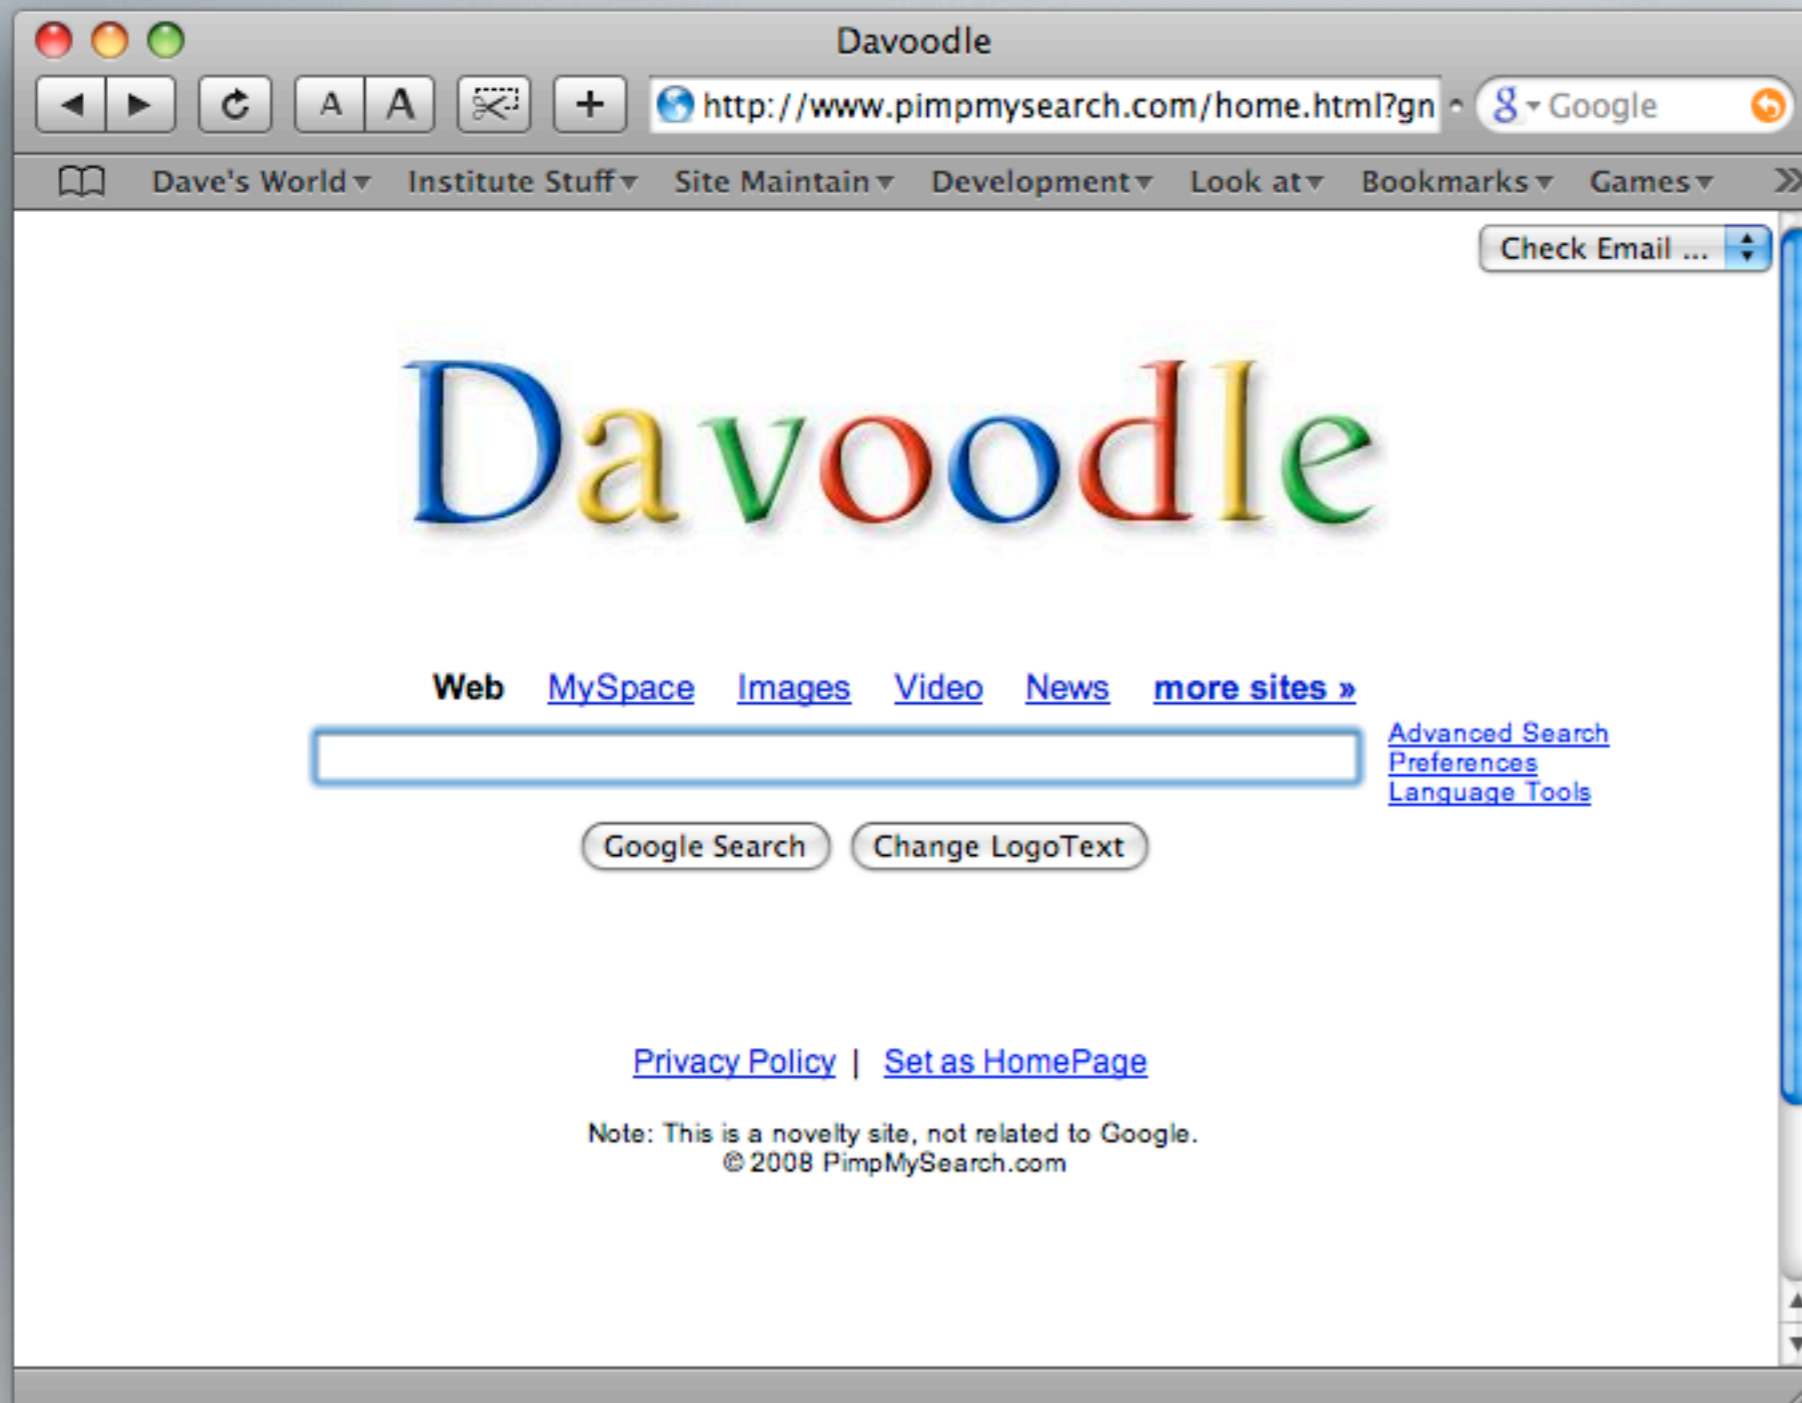 Davoodle
A A + http://www.pimpmysearch.com/home.html?gn g Google
Dave's World Institute Stuff Site Maintain Development Look at Bookmarks Games »
Check Email ...
Davoodle
Web MySpace Images Video News more sites »
Advanced Search
Preferences
Language Tools
Google Search Change LogoText
Privacy Policy | Set as HomePage
Note: This is a novelty site, not related to Google.
© 2008 PimpMySearch.com